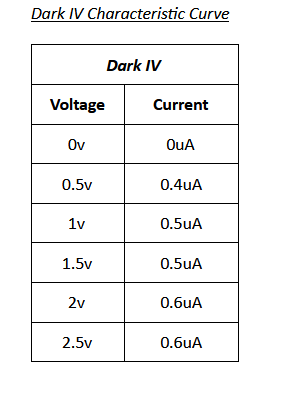 Dark IV Characteristic Curve
Dark IV
Voltage Current
0v 0uA
0.5v 0.4uA
1v 0.5uA
1.5v 0.5uA
2v 0.6uA
2.5v 0.6uA